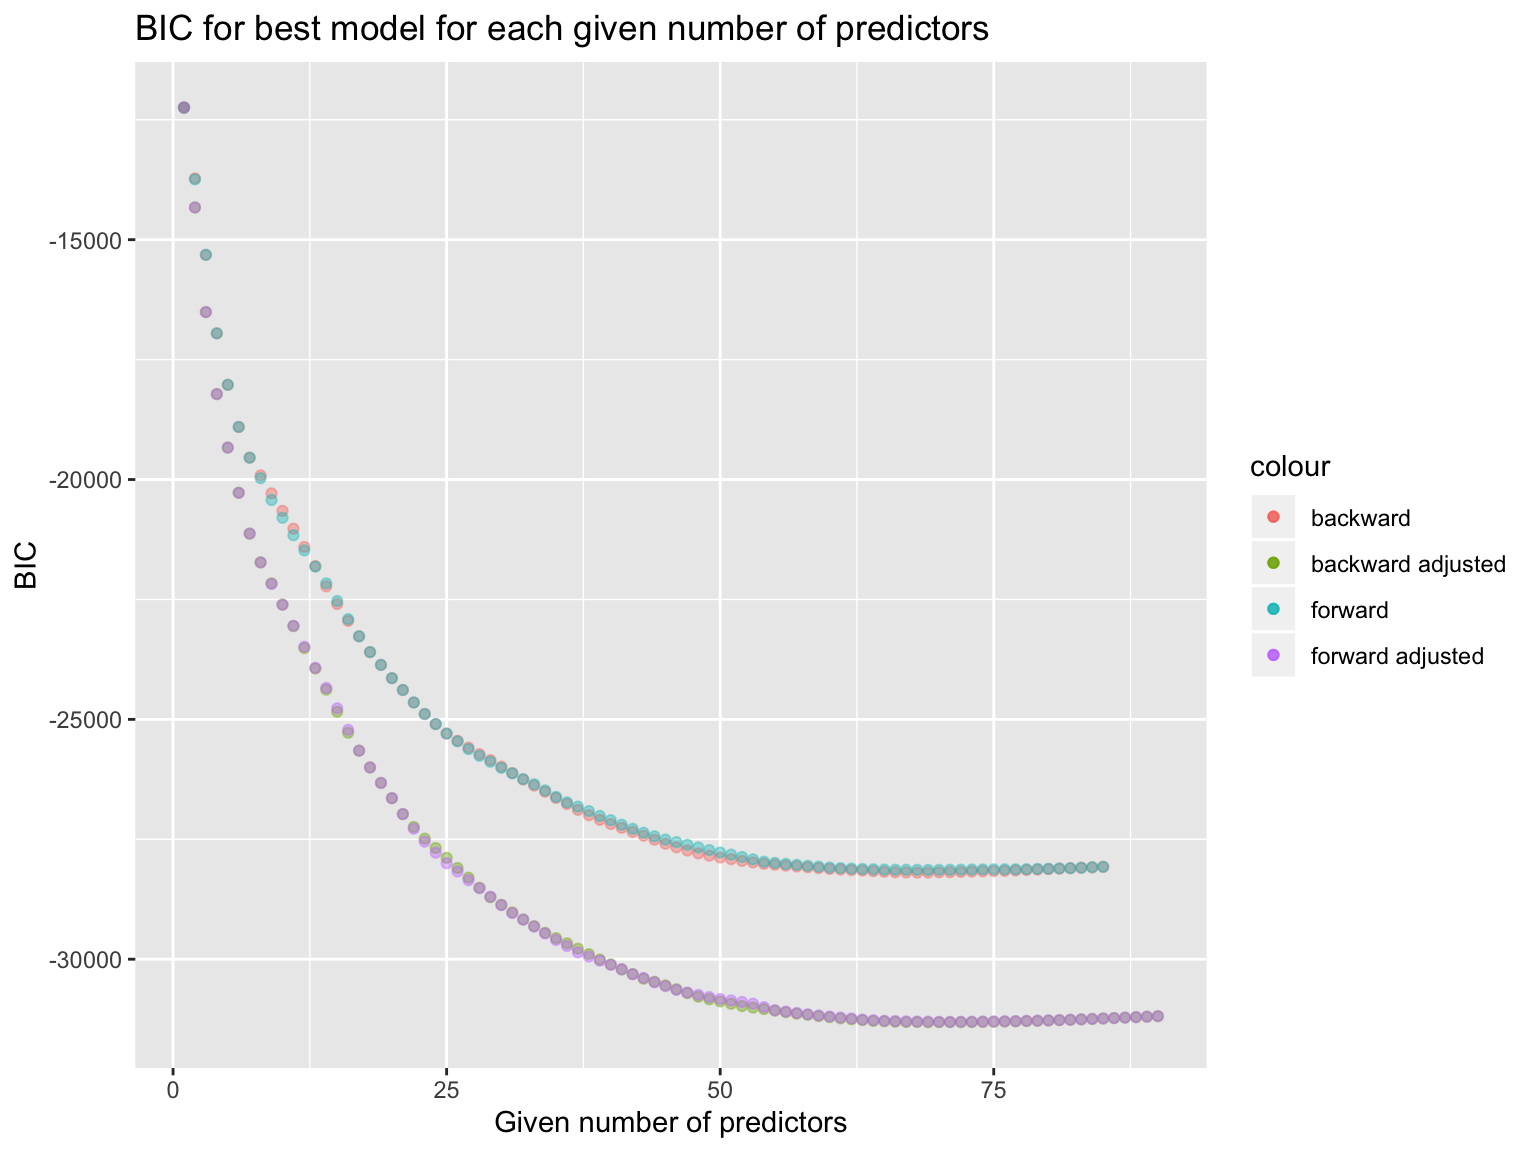 BIC for best model for each given number of predictors
BIC
-15000
-20000
-25000
-30000
0 25 50 75
Given number of predictors
colour
backward
backward adjusted
forward
forward adjusted